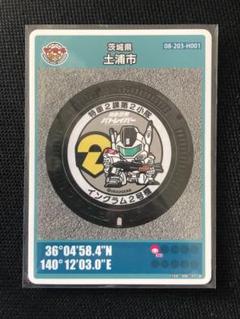 08-203-H001
茨城県
土浦市
特車2課第2小隊
機動警察
パトレイバー
2
イングラム2号機
36°04'58.4"N
140°12'03.0"E